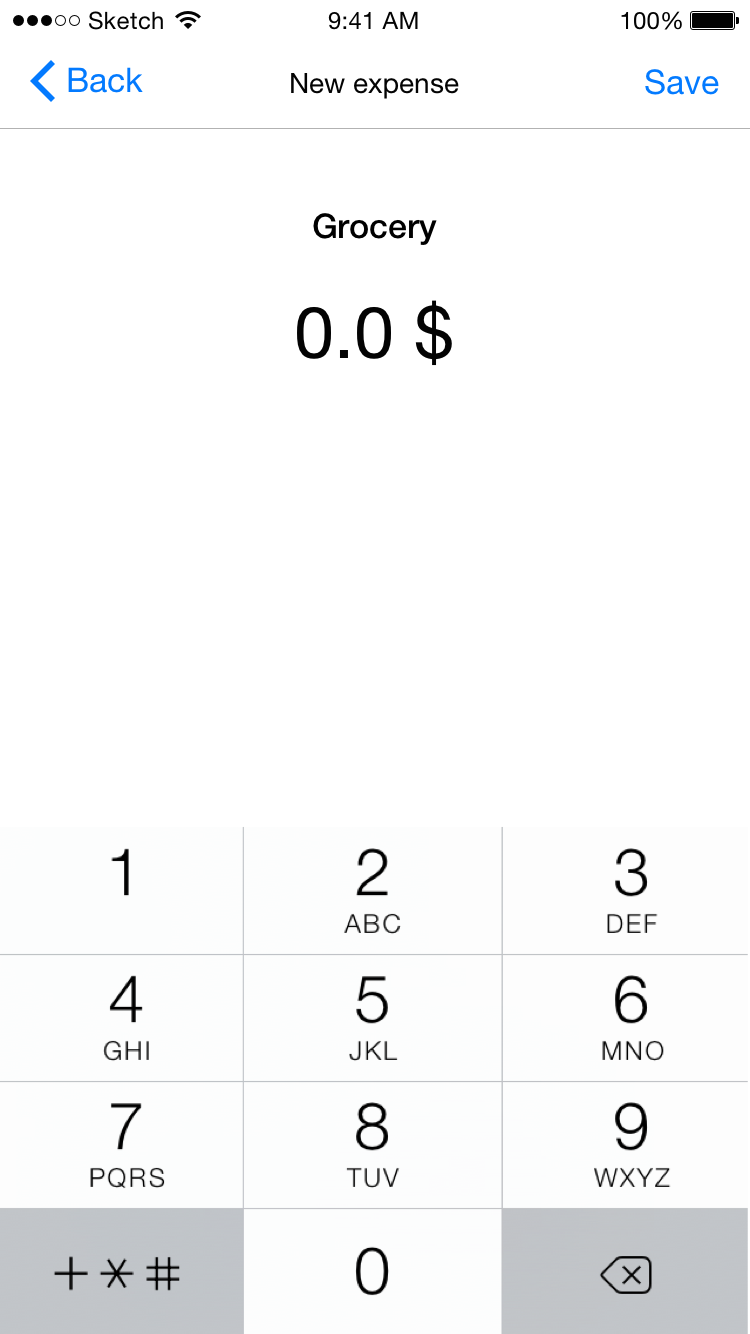 Sketch 9:41 AM 100%
Back New expense Save
Grocery
0.0 $
1 2 3
ABC DEF
4 5 6
GHI JKL MNO
7 8 9
PQRS TUV WXYZ
+*# 0